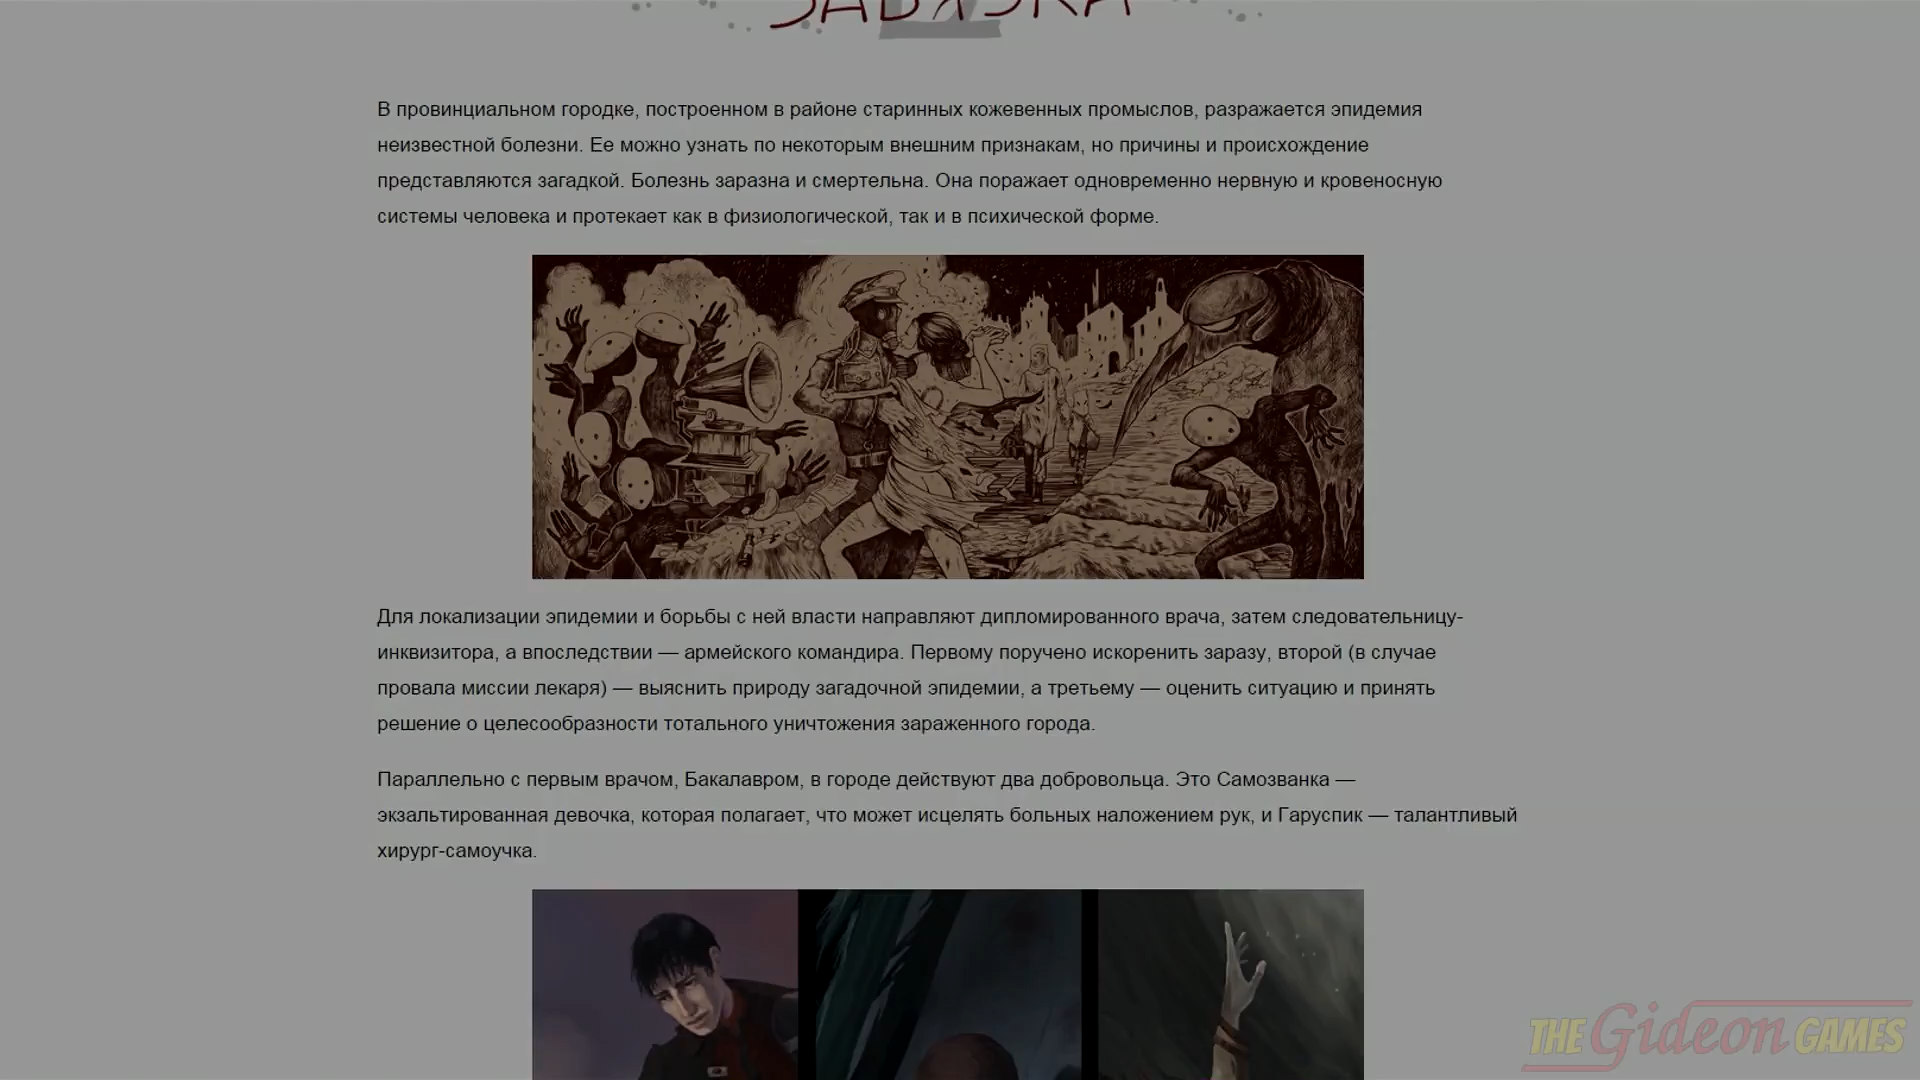 ЗАВЯЗКА
В провинциальном городке, построенном в районе старинных кожевенных промыслов, разражается эпидемия
неизвестной болезни. Ее можно узнать по некоторым внешним признакам, но причины и происхождение
представляются загадкой. Болезнь заразна и смертельна. Она поражает одновременно нервную и кровеносную
системы человека и протекает как в физиологической, так и в психической форме.
Для локализации эпидемии и борьбы с ней власти направляют дипломированного врача, затем следовательницу-
инквизитора, а впоследствии — армейского командира. Первому поручено искоренить заразу, второй (в случае
провала миссии лекаря) — выяснить природу загадочной эпидемии, а третьему — оценить ситуацию и принять
решение о целесообразности тотального уничтожения зараженного города.
Параллельно с первым врачом, Бакалавром, в городе действуют два добровольца. Это Самозванка —
экзальтированная девочка, которая полагает, что может исцелять больных наложением рук, и Гаруспик — талантливый
хирург-самоучка.
THE Gideon GAMES